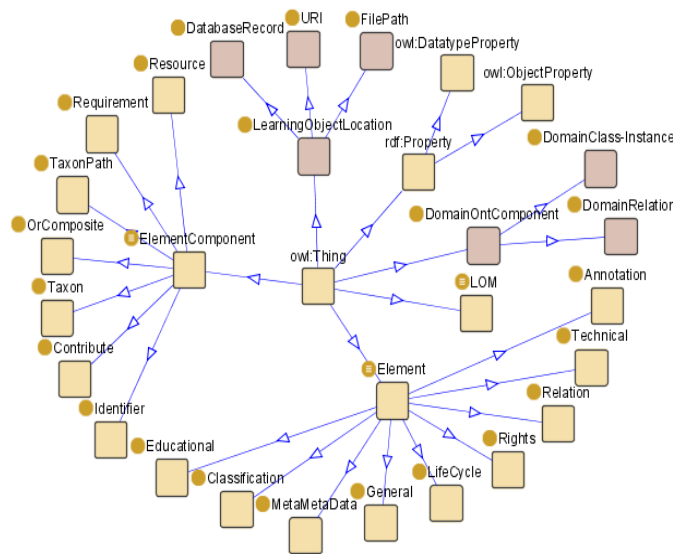 URI
FilePath
DatabaseRecord
owl:DatatypeProperty
Resource
owl:ObjectProperty
Requirement
LearningObjectLocation
rdf:Property
DomainClass-Instance
TaxonPath
DomainOntComponent
DomainRelation
OrComposite
ElementComponent
owl:Thing
Annotation
LOM
Taxon
Technical
Contribute
Element
Relation
Identifier
Rights
Educational
Classification
LifeCycle
General
MetaMetaData